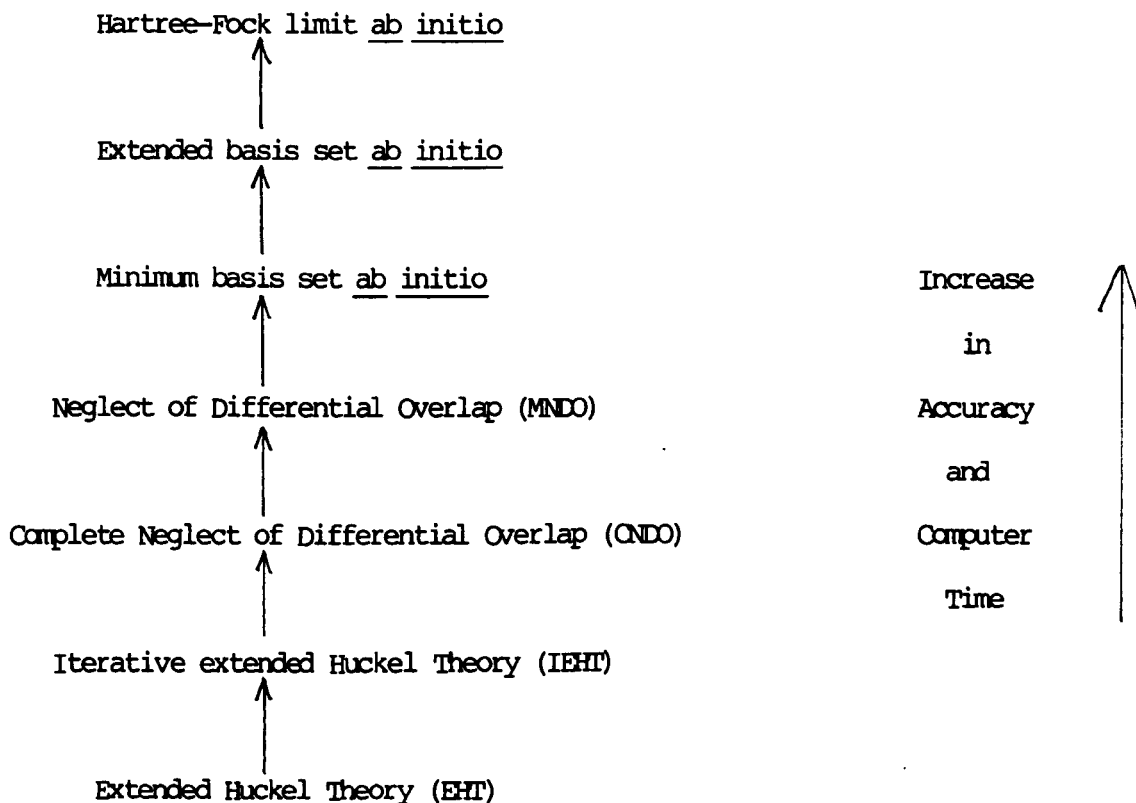 Hartree-Fock limit ab initio
Extended basis set ab initio
Minimum basis set ab initio
Increase
in
Neglect of Differential Overlap (MNDO)
Accuracy
and
Complete Neglect of Differential Overlap (CNDO)
Computer
Time
Iterative extended Huckel Theory (IEHT)
Extended Huckel Theory (EHT)